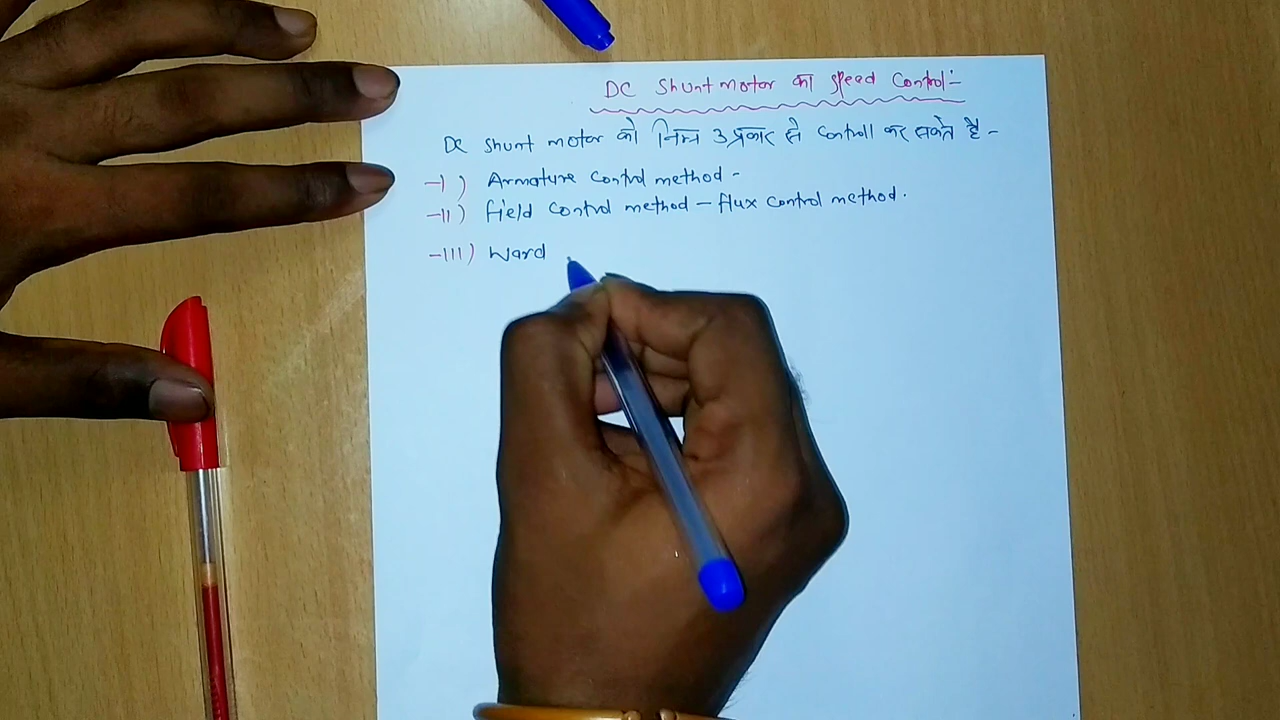 DC Shunt motor का speed Control:-
DC shunt motor को निम्न 3 प्रकार से controll कर सकते है -
I) Armature control method -
II) field control method - flux control method.
III) Ward